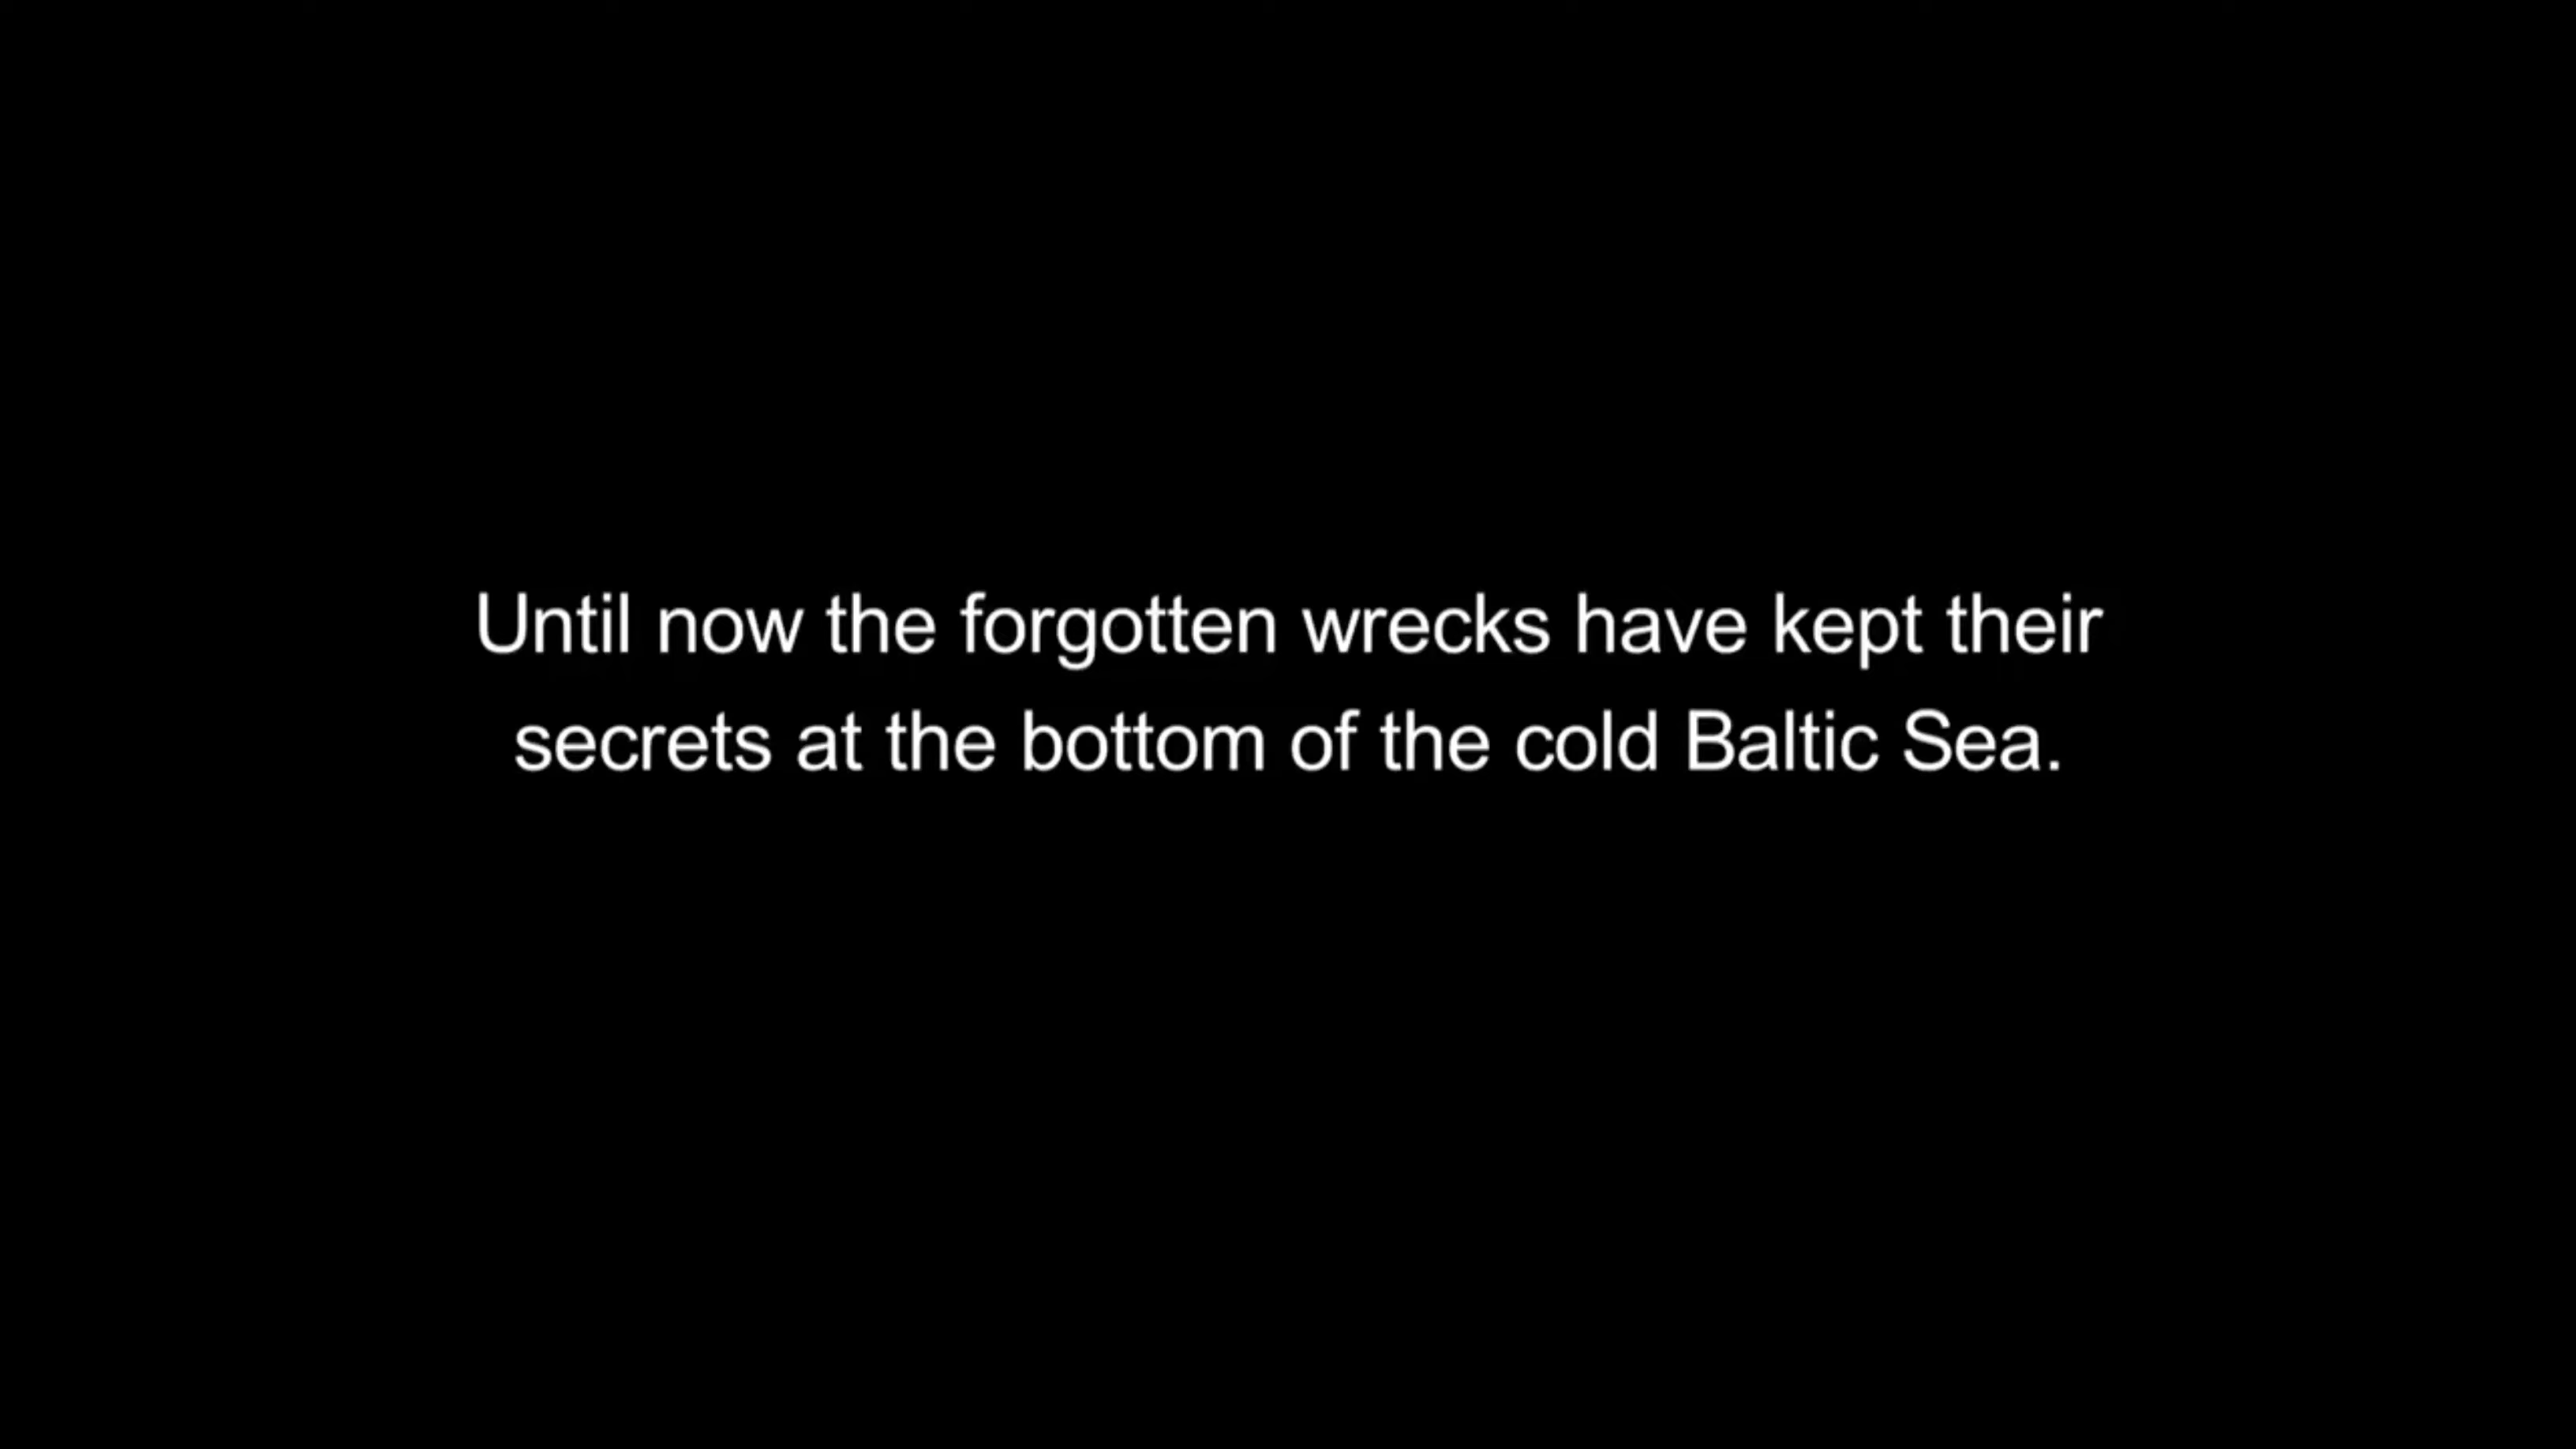 Until now the forgotten wrecks have kept their
secrets at the bottom of the cold Baltic Sea.